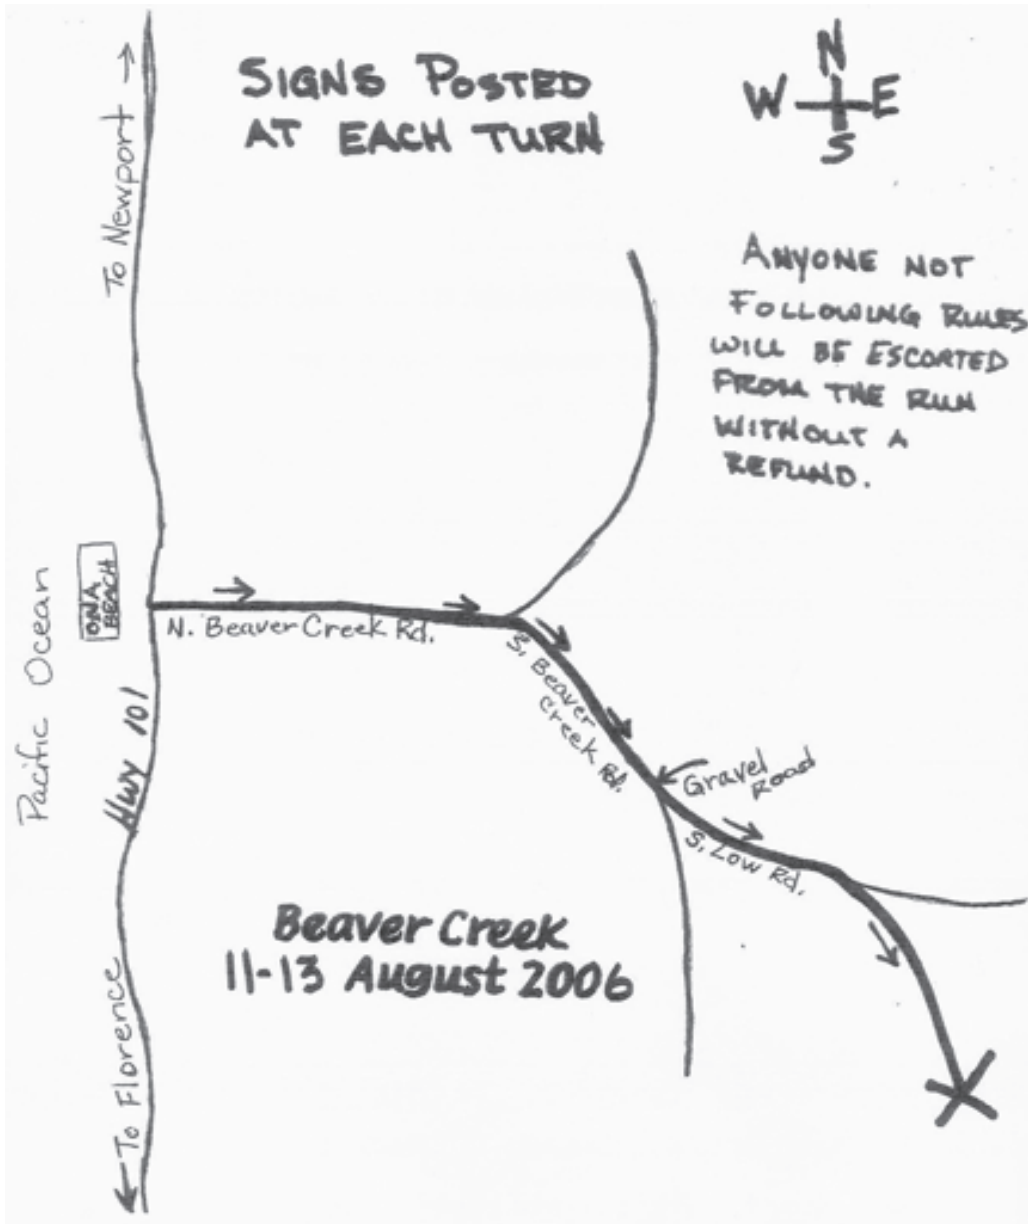 SIGNS POSTED
AT EACH TURN
N
W E
S
To Newport
ANYONE NOT
FOLLOWING RULES
WILL BE ESCORTED
FROM THE RUN
WITHOUT A
REFUND.
Pacific Ocean
ONA
BEACH
N. Beaver Creek Rd.
S. Beaver
Creek Rd.
Hwy 101
Gravel
Road
S. Low Rd.
Beaver Creek
11-13 August 2006
To Florence